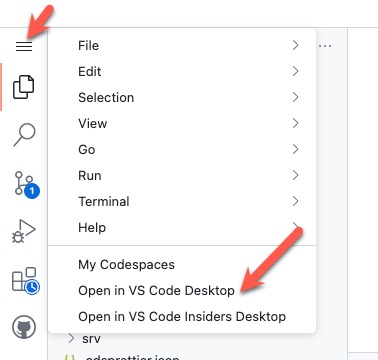 File
Edit
Selection
View
Go
Run
Terminal
Help
1
My Codespaces
Open in VS Code Desktop
Open in VS Code Insiders Desktop
srv